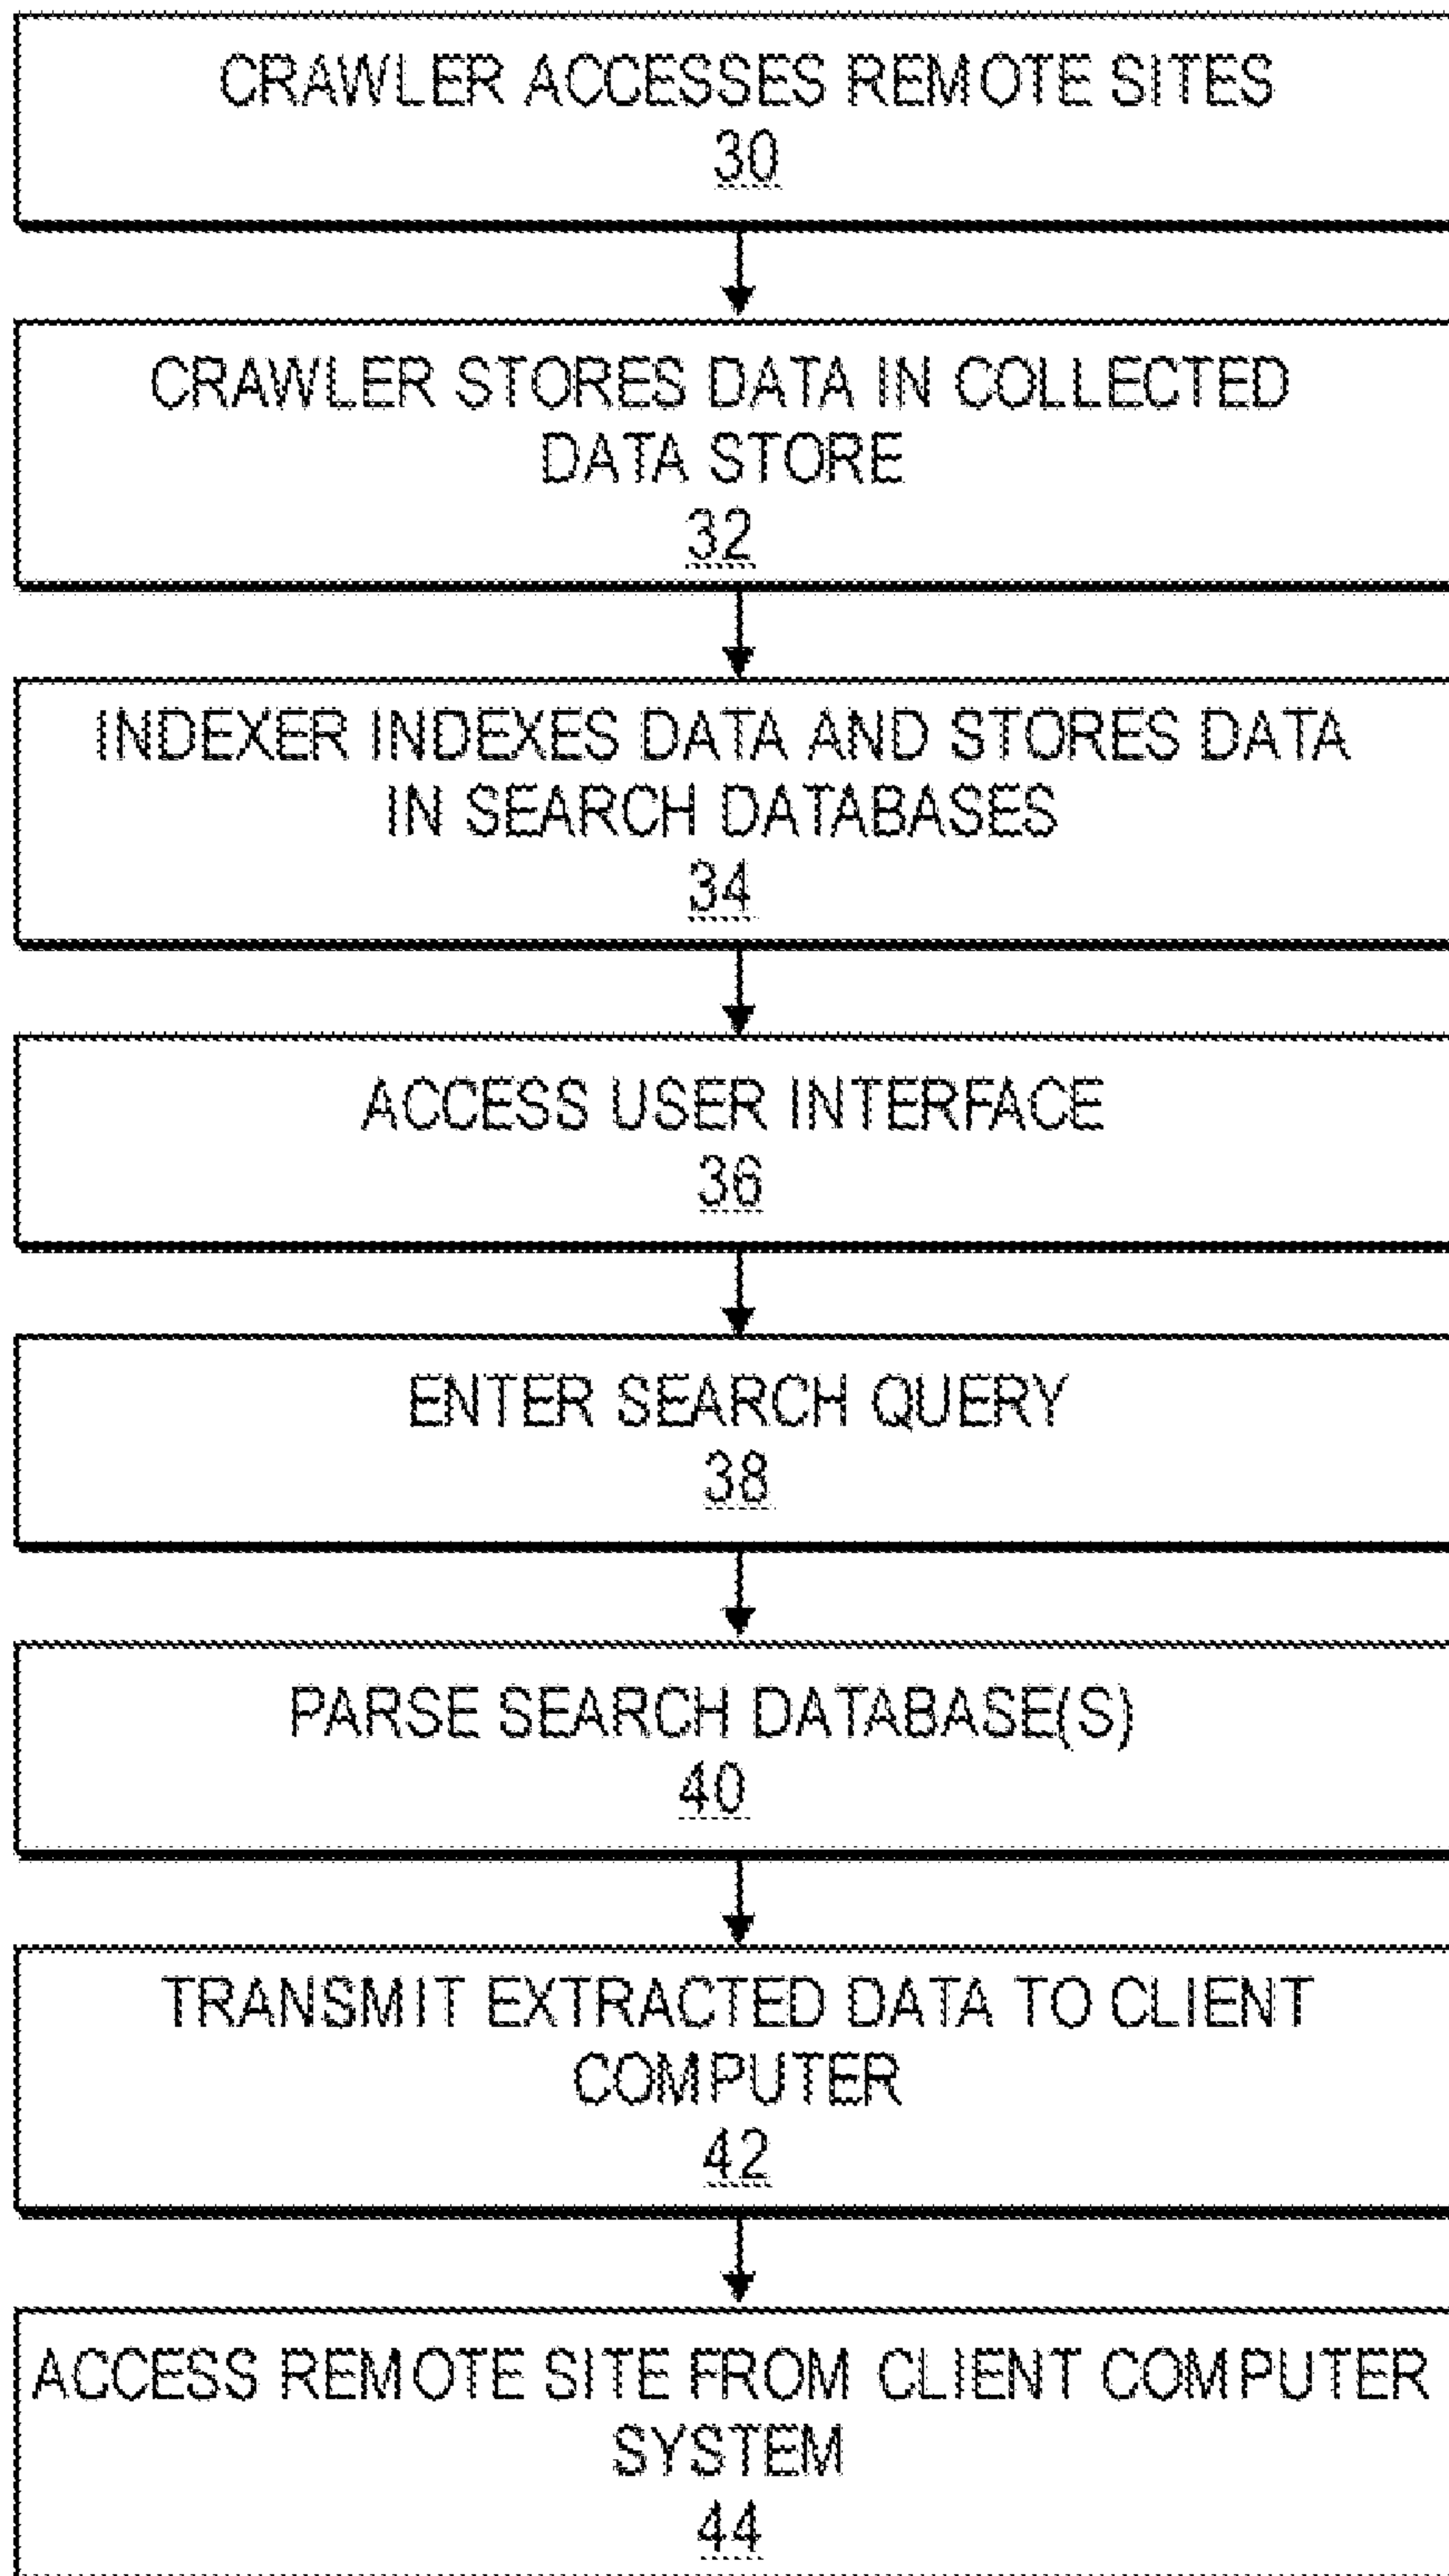 CRAWLER ACCESSES REMOTE SITES
30
CRAWLER STORES DATA IN COLLECTED
DATA STORE
32
INDEXER INDEXES DATA AND STORES DATA
IN SEARCH DATABASES
34
ACCESS USER INTERFACE
36
ENTER SEARCH QUERY
38
PARSE SEARCH DATABASE(S)
40
TRANSMIT EXTRACTED DATA TO CLIENT
COMPUTER
42
ACCESS REMOTE SITE FROM CLIENT COMPUTER
SYSTEM
44